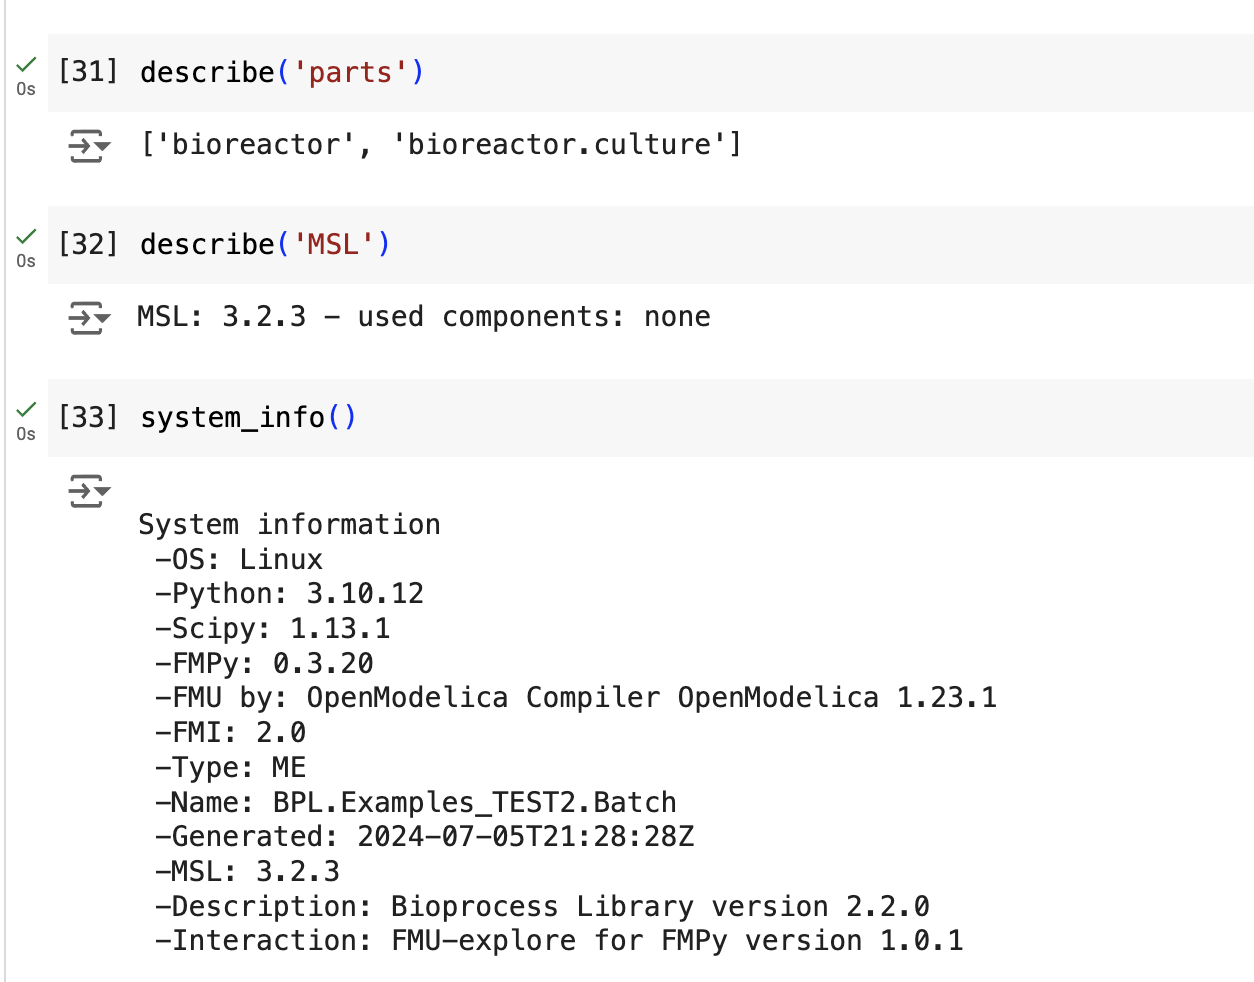 [31] describe('parts')
0s
['bioreactor', 'bioreactor.culture']
[32] describe('MSL')
0s
MSL: 3.2.3 – used components: none
[33] system_info()
0s
System information
–OS: Linux
–Python: 3.10.12
–Scipy: 1.13.1
–FMPy: 0.3.20
–FMU by: OpenModelica Compiler OpenModelica 1.23.1
–FMI: 2.0
–Type: ME
–Name: BPL.Examples_TEST2.Batch
–Generated: 2024–07–05T21:28:28Z
–MSL: 3.2.3
–Description: Bioprocess Library version 2.2.0
–Interaction: FMU–explore for FMPy version 1.0.1